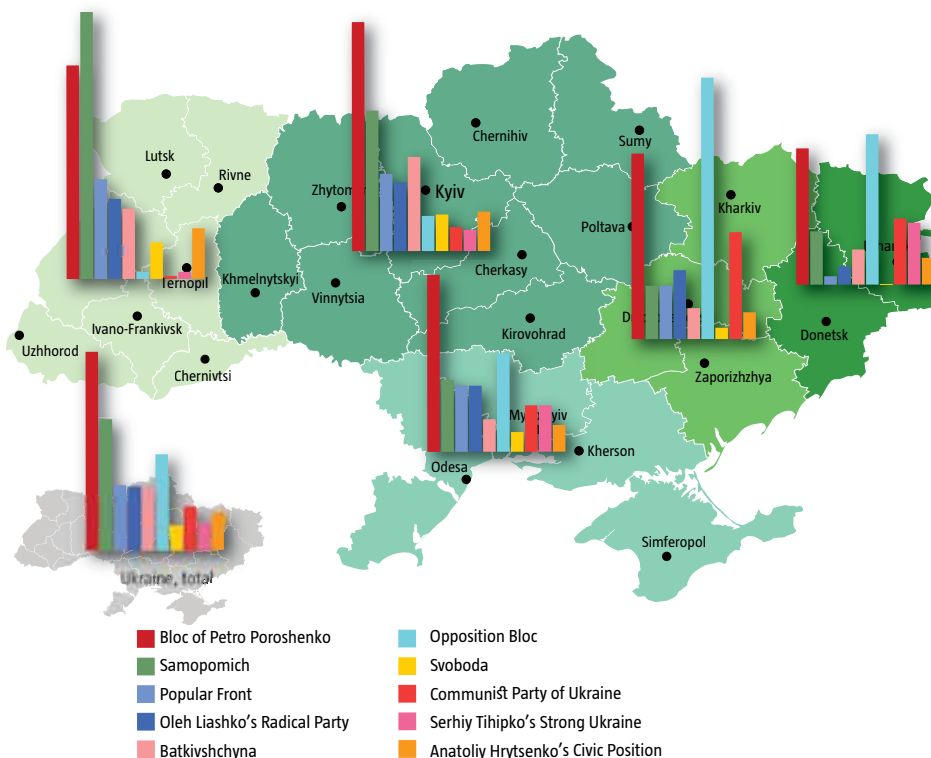 Chernihiv
Sumy
Lutsk
Rivne
Kyiv
Kharkiv
Poltava
Cherkasy
Ternopil
Khmelnytskyi
Vinnytsia
Ivano-Frankivsk
Kirovohrad
Donetsk
Uzhhorod
Zaporizhzhya
Chernivtsi
Kherson
Odesa
Simferopol
Ukraine, total
Bloc of Petro Poroshenko
Samopomich
Popular Front
Oleh Liashko's Radical Party
Batkivshchyna
Opposition Bloc
Svoboda
Communist Party of Ukraine
Serhiy Tihipko's Strong Ukraine
Anatoliy Hrytsenko's Civic Position